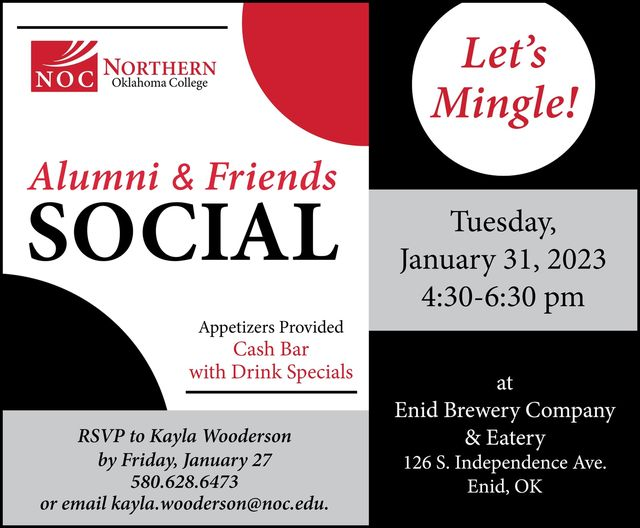 NOC NORTHERN
Oklahoma College
Alumni & Friends
SOCIAL
Appetizers Provided
Cash Bar
with Drink Specials
RSVP to Kayla Wooderson
by Friday, January 27
580.628.6473
or email kayla.wooderson@noc.edu.
Let's
Mingle!
Tuesday,
January 31, 2023
4:30-6:30 pm
at
Enid Brewery Company
& Eatery
126 S. Independence Ave.
Enid, OK